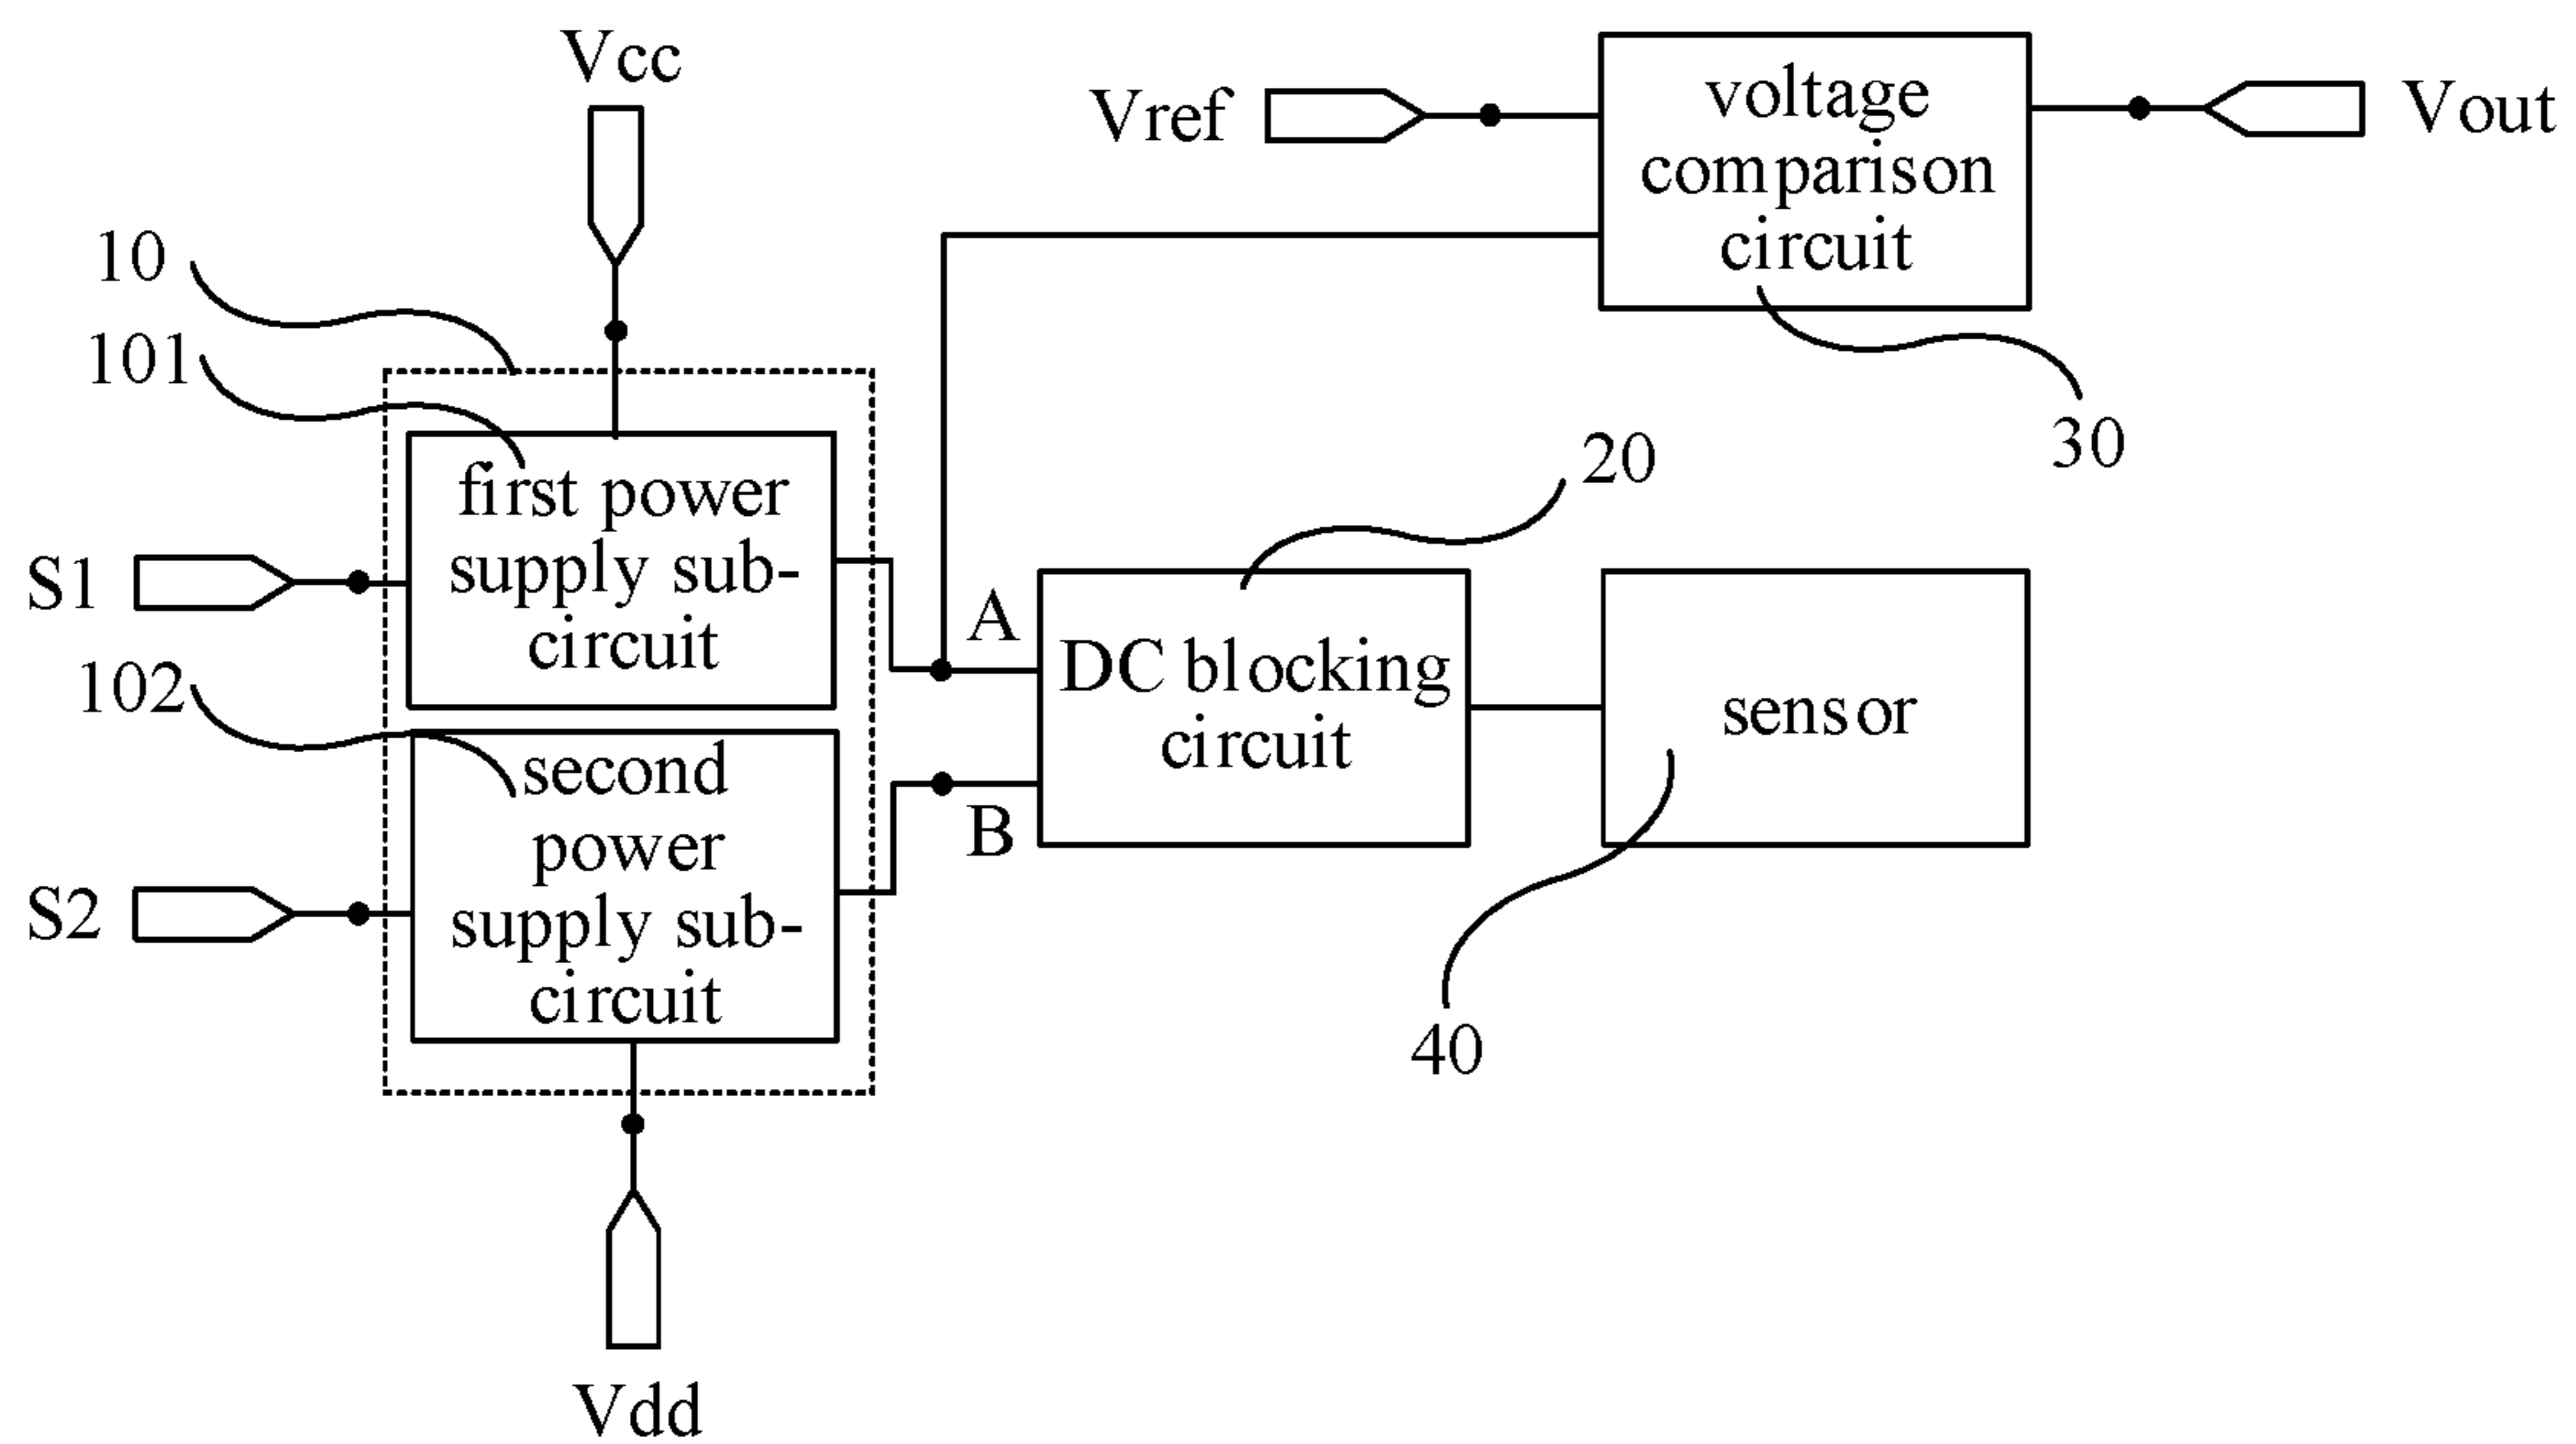 Vcc
Vref
voltage
comparison
circuit
Vout
10
101
30
first power
supply sub-
circuit
20
S1
A
DC blocking
circuit
sensor
102
second
power
supply sub-
circuit
B
S2
40
Vdd